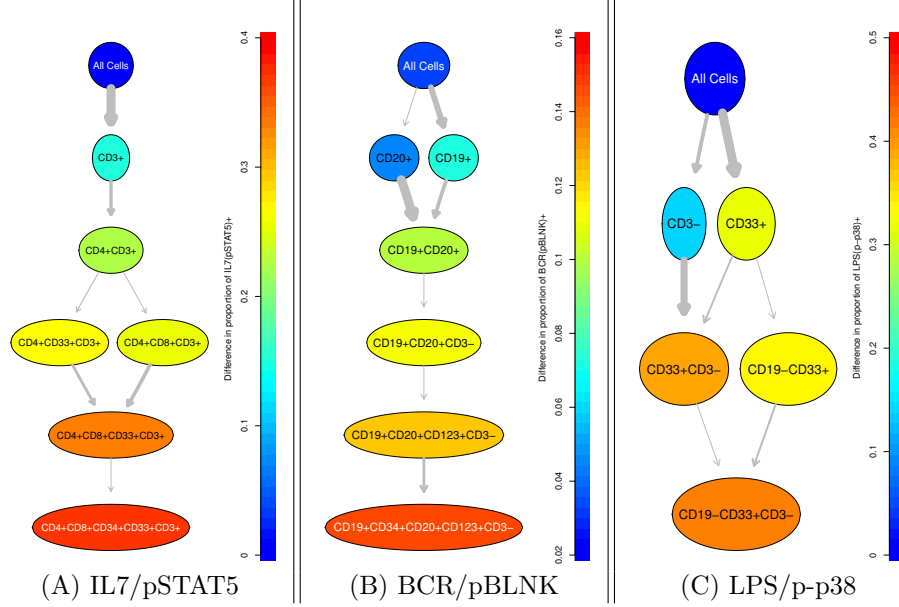 All Cells
CD3+
CD4+CD3+
CD4+CD33+CD3+
CD4+CD8+CD3+
CD4+CD8+CD33+CD3+
CD4+CD8+CD34+CD33+CD3+
Difference in proportion of IL7(pSTAT5)+
0.4
0.3
0.2
0.1
0
(A) IL7/pSTAT5
All Cells
CD20+
CD19+
CD19+CD20+
CD19+CD20+CD3−
CD19+CD20+CD123+CD3−
CD19+CD34+CD20+CD123+CD3−
Difference in proportion of BCR(pBLNK)+
0.16
0.14
0.12
0.1
0.08
0.06
0.04
0.02
(B) BCR/pBLNK
All Cells
CD3−
CD33+
CD33+CD3−
CD19−CD33+
CD19−CD33+CD3−
Difference in proportion of LPS(p−p38)+
0.5
0.4
0.3
0.2
0.1
0
(C) LPS/p-p38